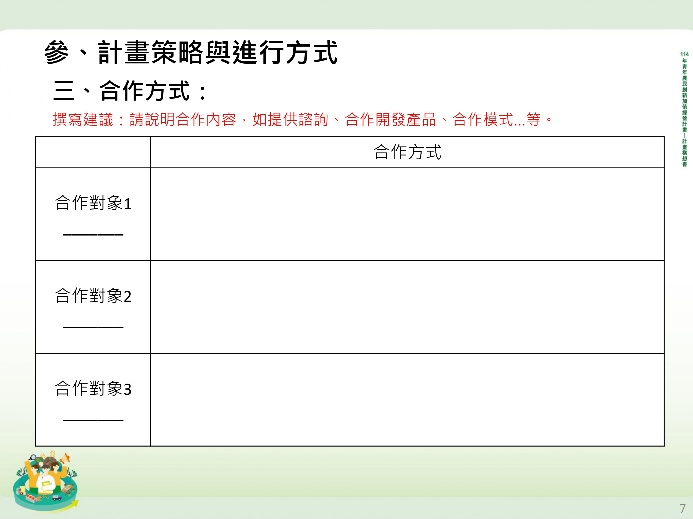 參、計畫策略與進行方式
三、合作方式：
撰寫建議：請說明合作內容，如提供諮詢、合作開發產品、合作模式…等。
合作方式
合作對象1
合作對象2
合作對象3
7